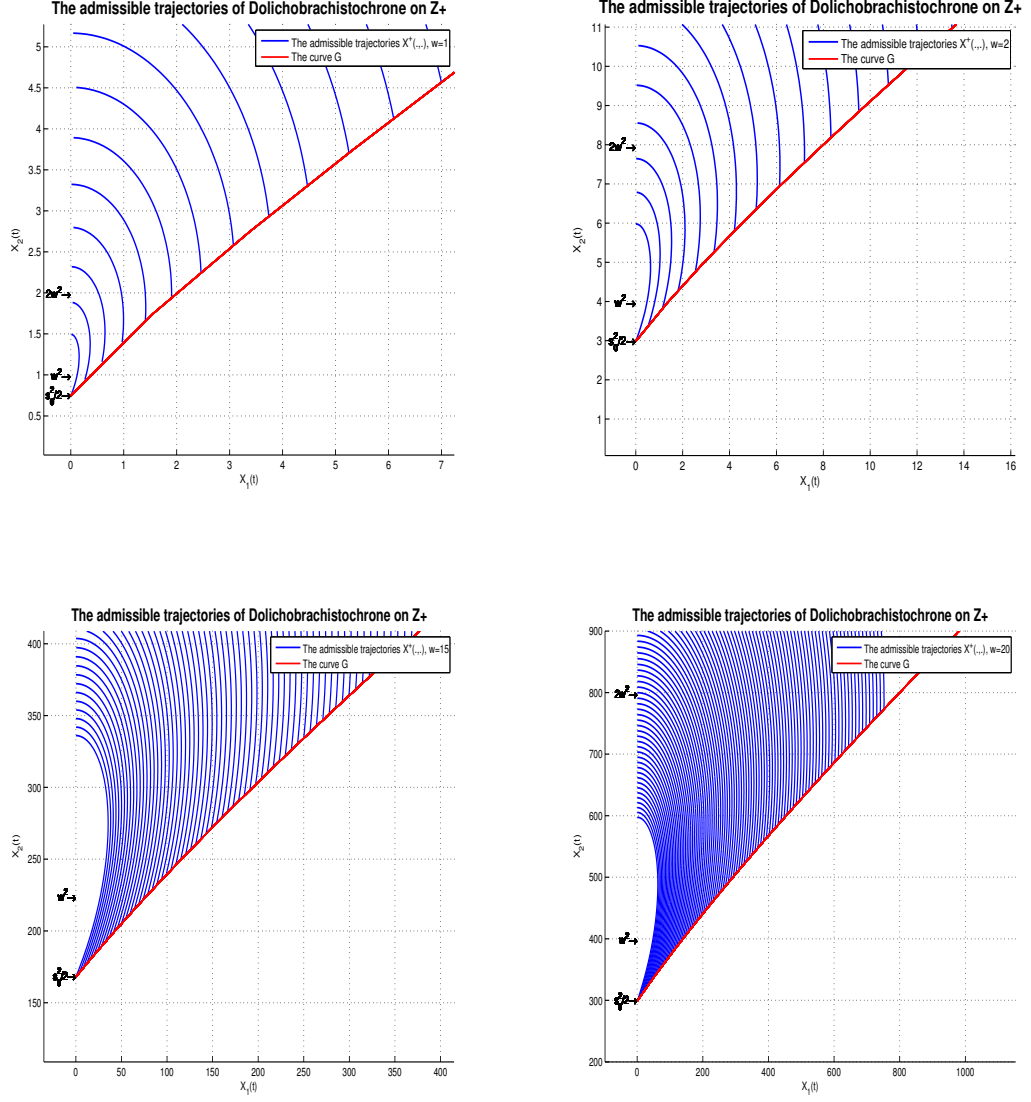 The admissible trajectories of Dolichobrachistochrone on Z+
The admissible trajectories X⁺(.,.), w=1
The curve G
5
4.5
4
3.5
3
2.5
2
1.5
1
0.5
2w²
w²
s₀²/2
X₂(t)
0 1 2 3 4 5 6 7
X₁(t)
The admissible trajectories of Dolichobrachistochrone on Z+
The admissible trajectories X⁺(.,.), w=2
The curve G
11
10
9
8
7
6
5
4
3
2
1
2w²
w²
X₂(t)
0 2 4 6 8 10 12 14 16
X₁(t)
The admissible trajectories of Dolichobrachistochrone on Z+
The admissible trajectories X⁺(.,.), w=15
The curve G
400
350
300
250
200
150
w²
X₂(t)
0 50 100 150 200 250 300 350 400
X₁(t)
The admissible trajectories of Dolichobrachistochrone on Z+
The admissible trajectories X⁺(.,.), w=20
The curve G
900
800
700
600
500
400
300
200
2w²
w²
X₂(t)
0 200 400 600 800 1000
X₁(t)